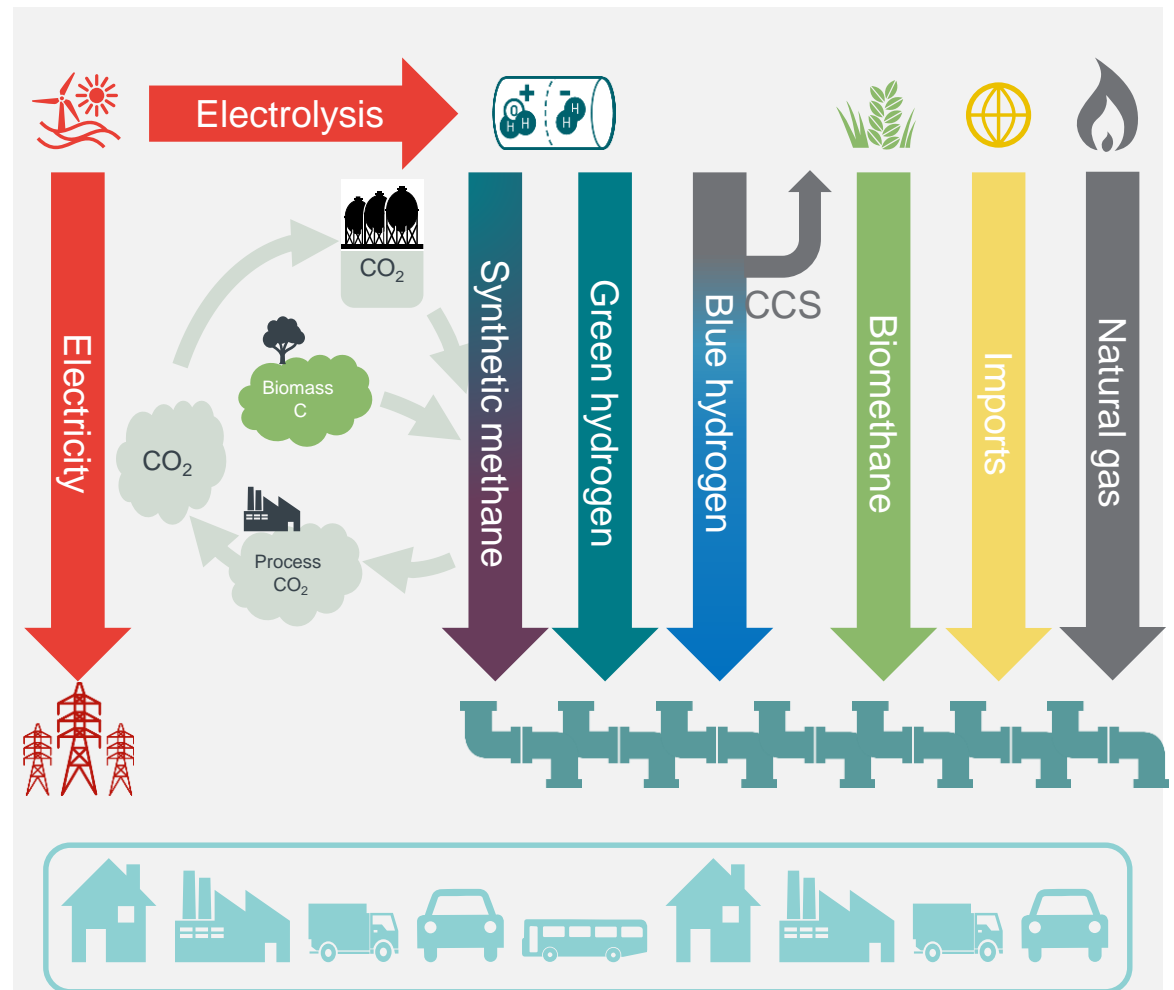 Electrolysis
+ -
O
H H
H
H
CO₂
Biomass
C
CO₂
Process
CO₂
Electricity
Synthetic methane
Green hydrogen
Blue hydrogen
CCS
Biomethane
Imports
Natural gas